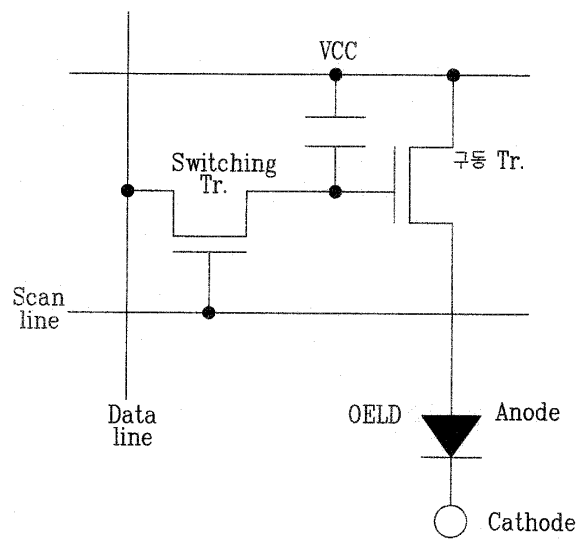 VCC
Switching
Tr.
구동 Tr.
Scan
line
Data
line
OELD
Anode
Cathode